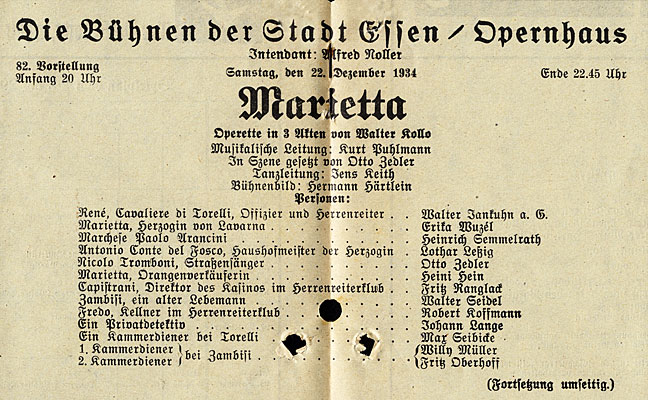 Die Bühnen der Stadt Essen / Opernhaus
Intendant: Alfred Noller
82. Vorstellung
Anfang 20 Uhr
Samstag, den 22. Dezember 1934
Ende 22.45 Uhr
Marietta
Operette in 3 Akten von Walter Kollo
Musikalische Leitung: Kurt Puhlmann
In Szene gesetzt von Otto Zedler
Tanzleitung: Jens Keith
Bühnenbild: Hermann Härtlein
Personen:
René, Cavaliere di Torelli, Offizier und Herrenreiter . . Walter Jankuhn a. G.
Marietta, Herzogin von Lavarna . . . . . . . . . Erika Wuzél
Marchese Paolo Arancini . . . . . . . . . . . Heinrich Semmelrath
Antonio Conte del Fosco, Haushofmeister der Herzogin . Lothar Leßig
Nicolo Tromboni, Straßensänger . . . . . . . . . Otto Zedler
Marietta, Orangenverkäuferin . . . . . . . . . . Heini Hein
Capistrani, Direktor des Kasinos im Herrenreiterklub . . Fritz Ranglack
Zambisi, ein alter Lebemann . . . . . . . . . . Walter Seidel
Fredo, Kellner im Herrenreiterklub . . . . . . . . Robert Koffmann
Ein Privatdetektiv . . . . . . . . . . . . . Johann Lange
Ein Kammerdiener bei Torelli . . . . . . . . . Max Seibicke
1. Kammerdiener } bei Zambisi . . . . . . . . { Willy Müller
2. Kammerdiener } { Fritz Oberhoff
(Fortsetzung umseitig.)